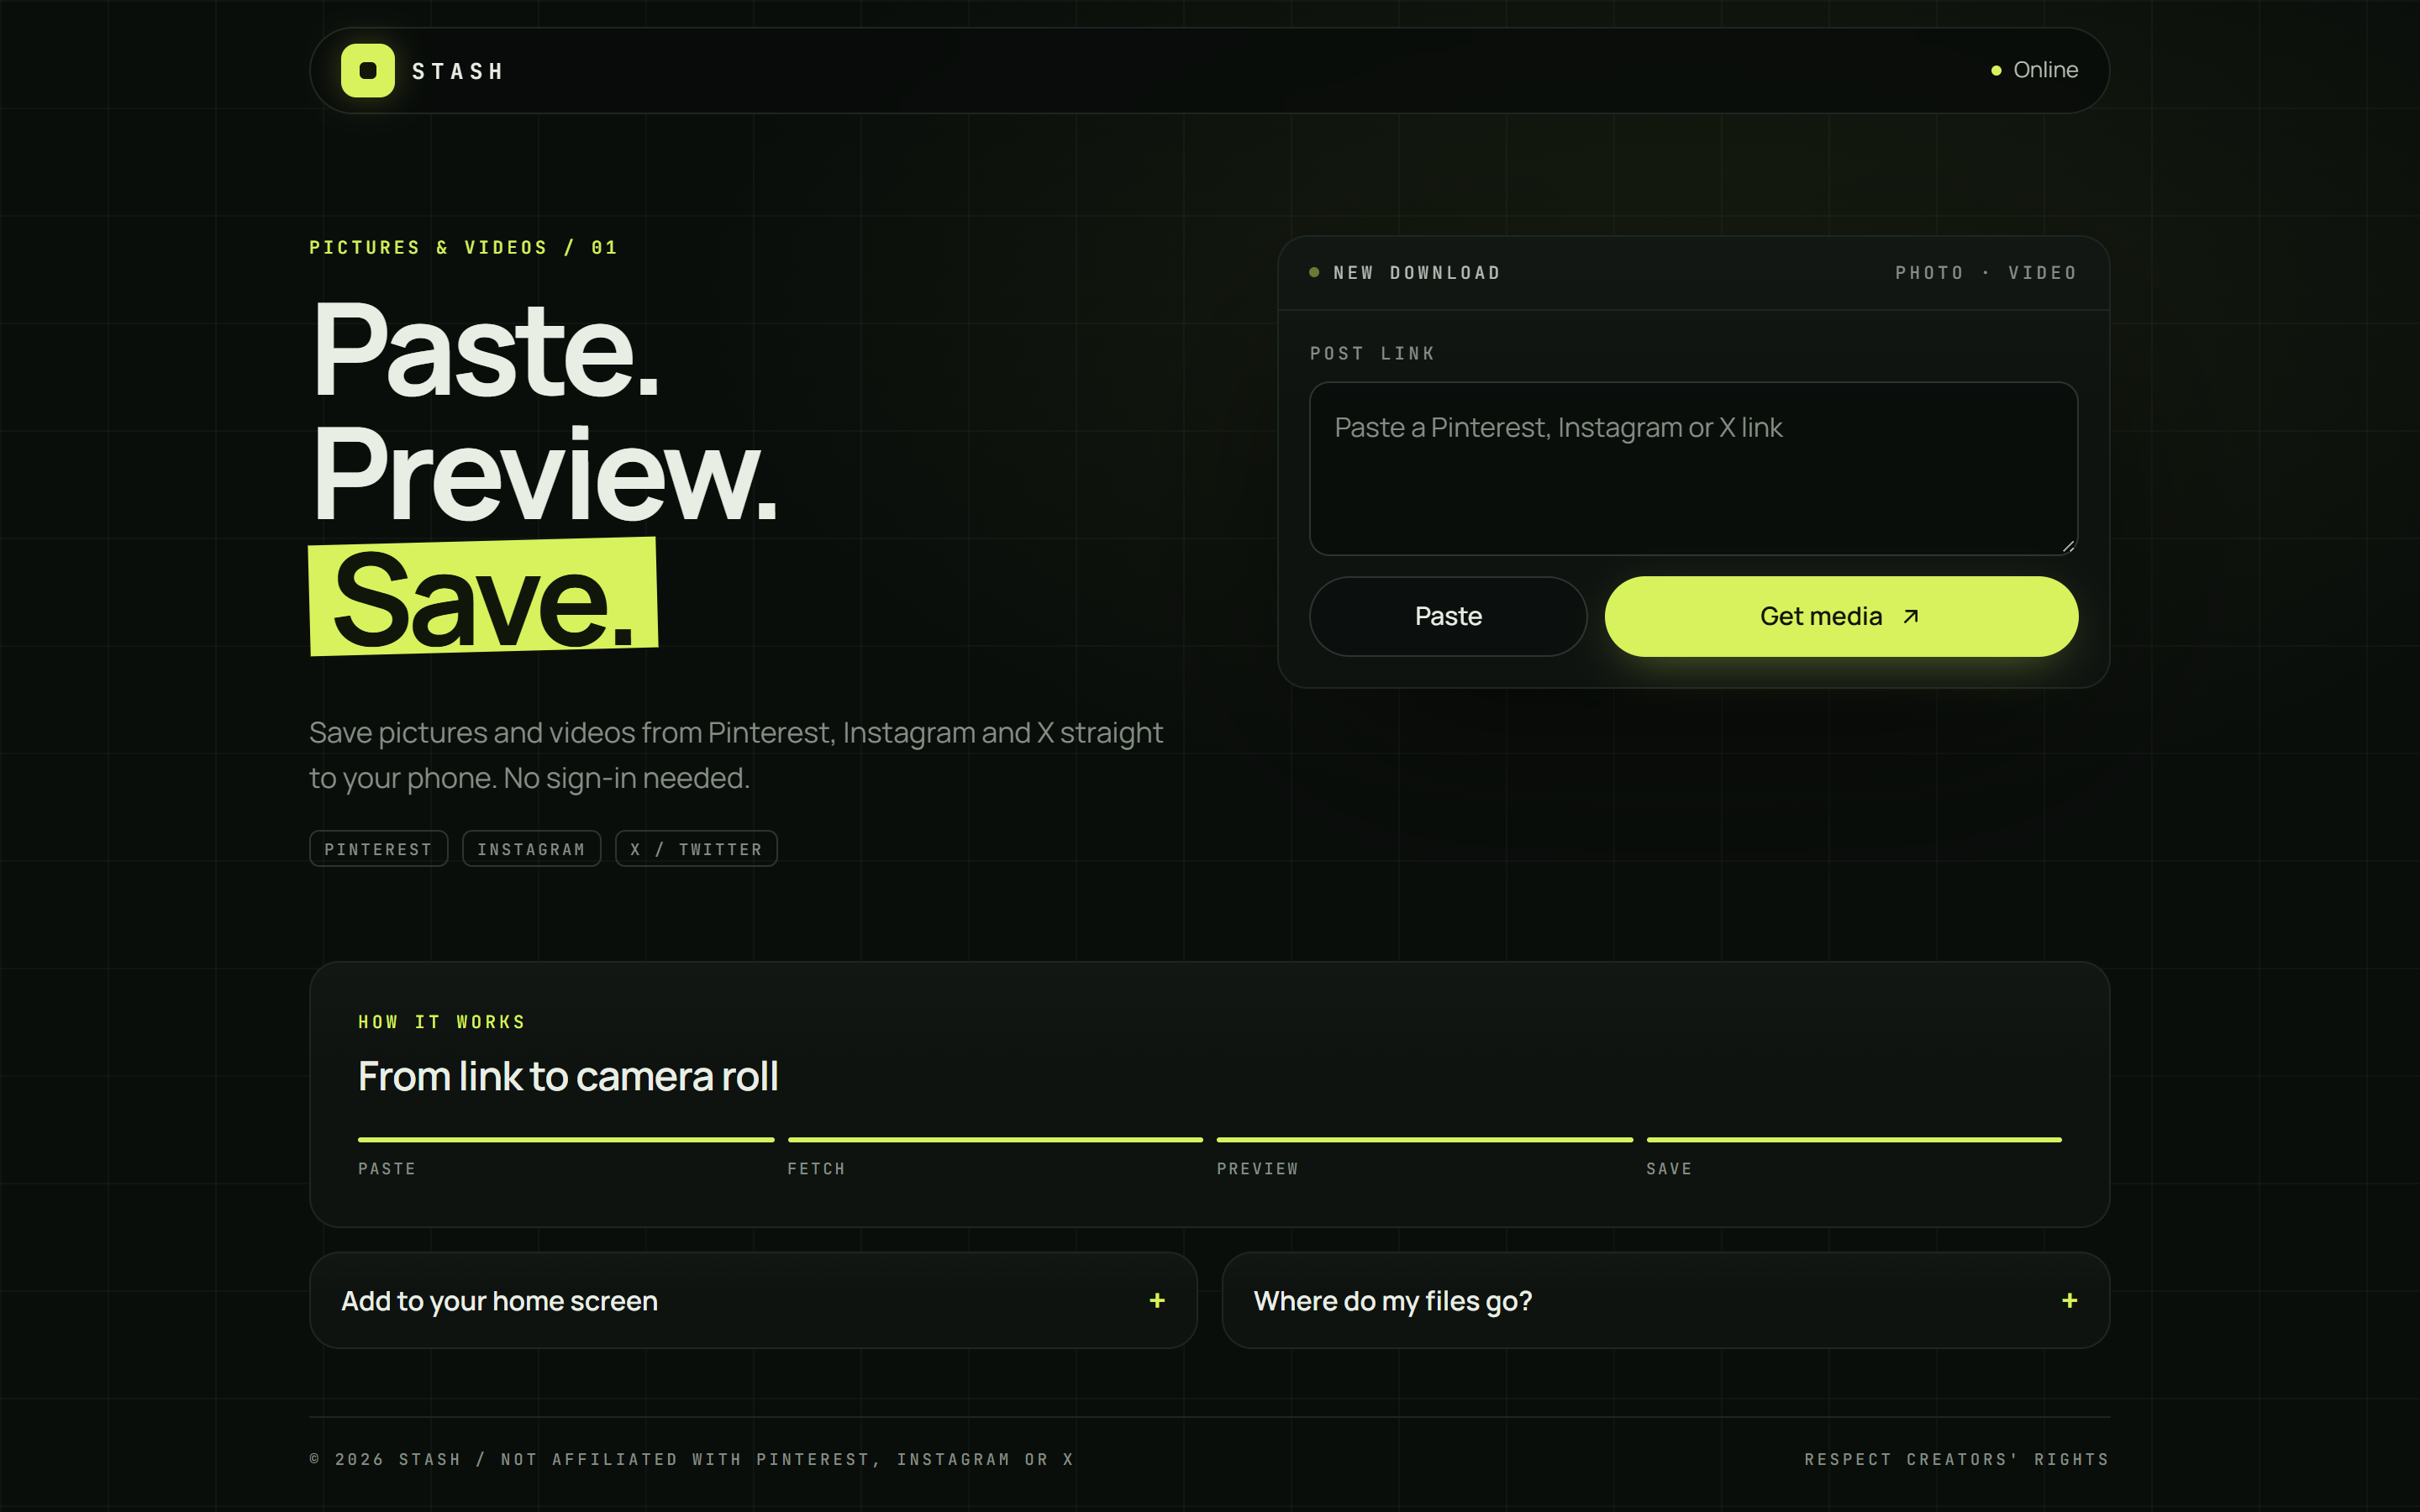 STASH
Online
PICTURES & VIDEOS / 01
Paste.
Preview.
Save.
Save pictures and videos from Pinterest, Instagram and X straight
to your phone. No sign-in needed.
PINTEREST
INSTAGRAM
X / TWITTER
NEW DOWNLOAD
PHOTO · VIDEO
POST LINK
Paste a Pinterest, Instagram or X link
Paste
Get media ↗
HOW IT WORKS
From link to camera roll
PASTE
FETCH
PREVIEW
SAVE
Add to your home screen +
Where do my files go? +
© 2026 STASH / NOT AFFILIATED WITH PINTEREST, INSTAGRAM OR X
RESPECT CREATORS' RIGHTS